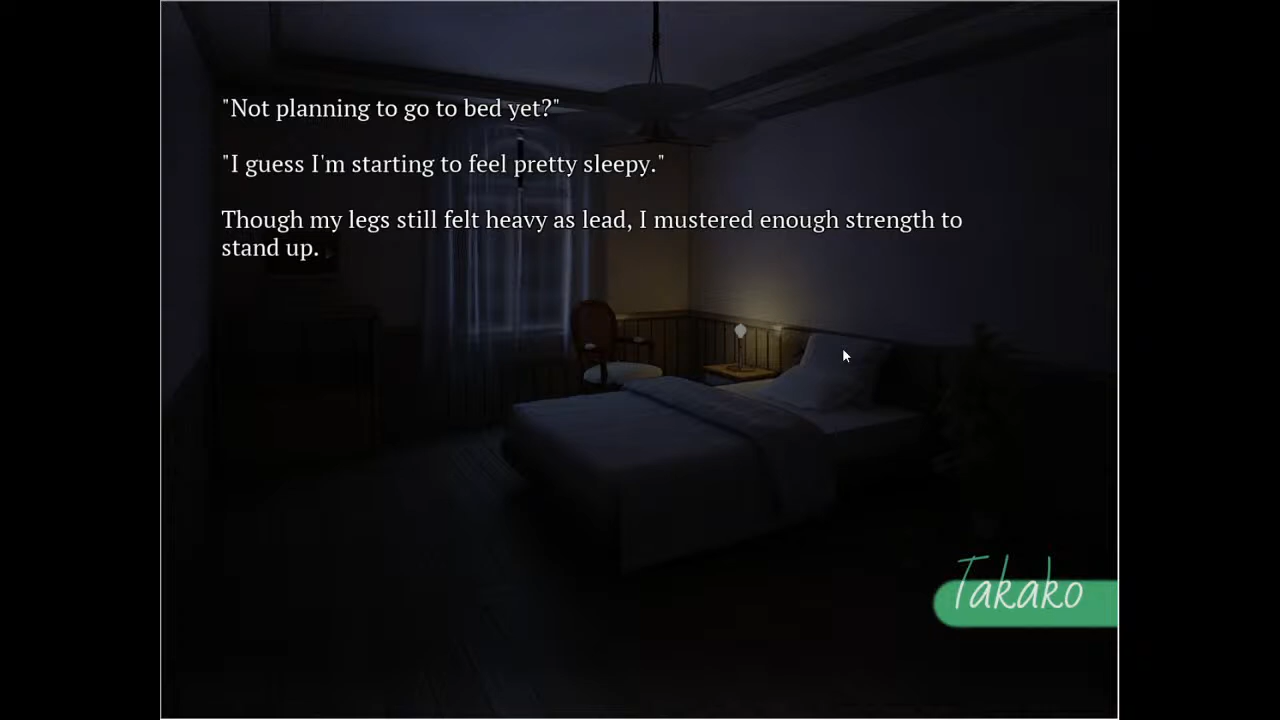 "Not planning to go to bed yet?"
"I guess I'm starting to feel pretty sleepy."
Though my legs still felt heavy as lead, I mustered enough strength to
stand up.
Takako